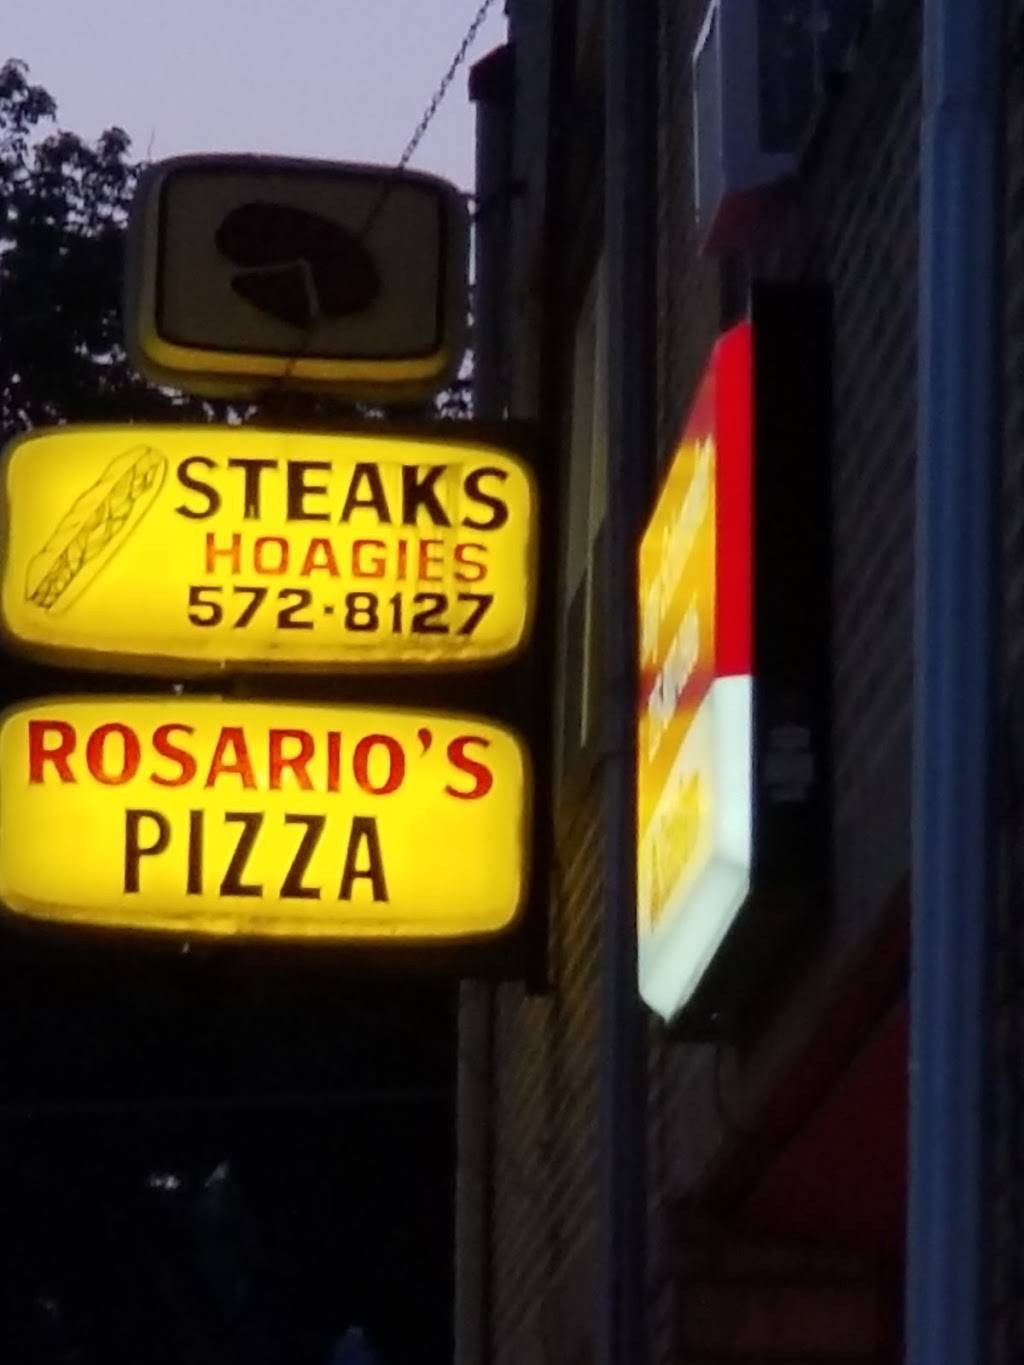 STEAKS
HOAGIES
572-8127
ROSARIO'S
PIZZA